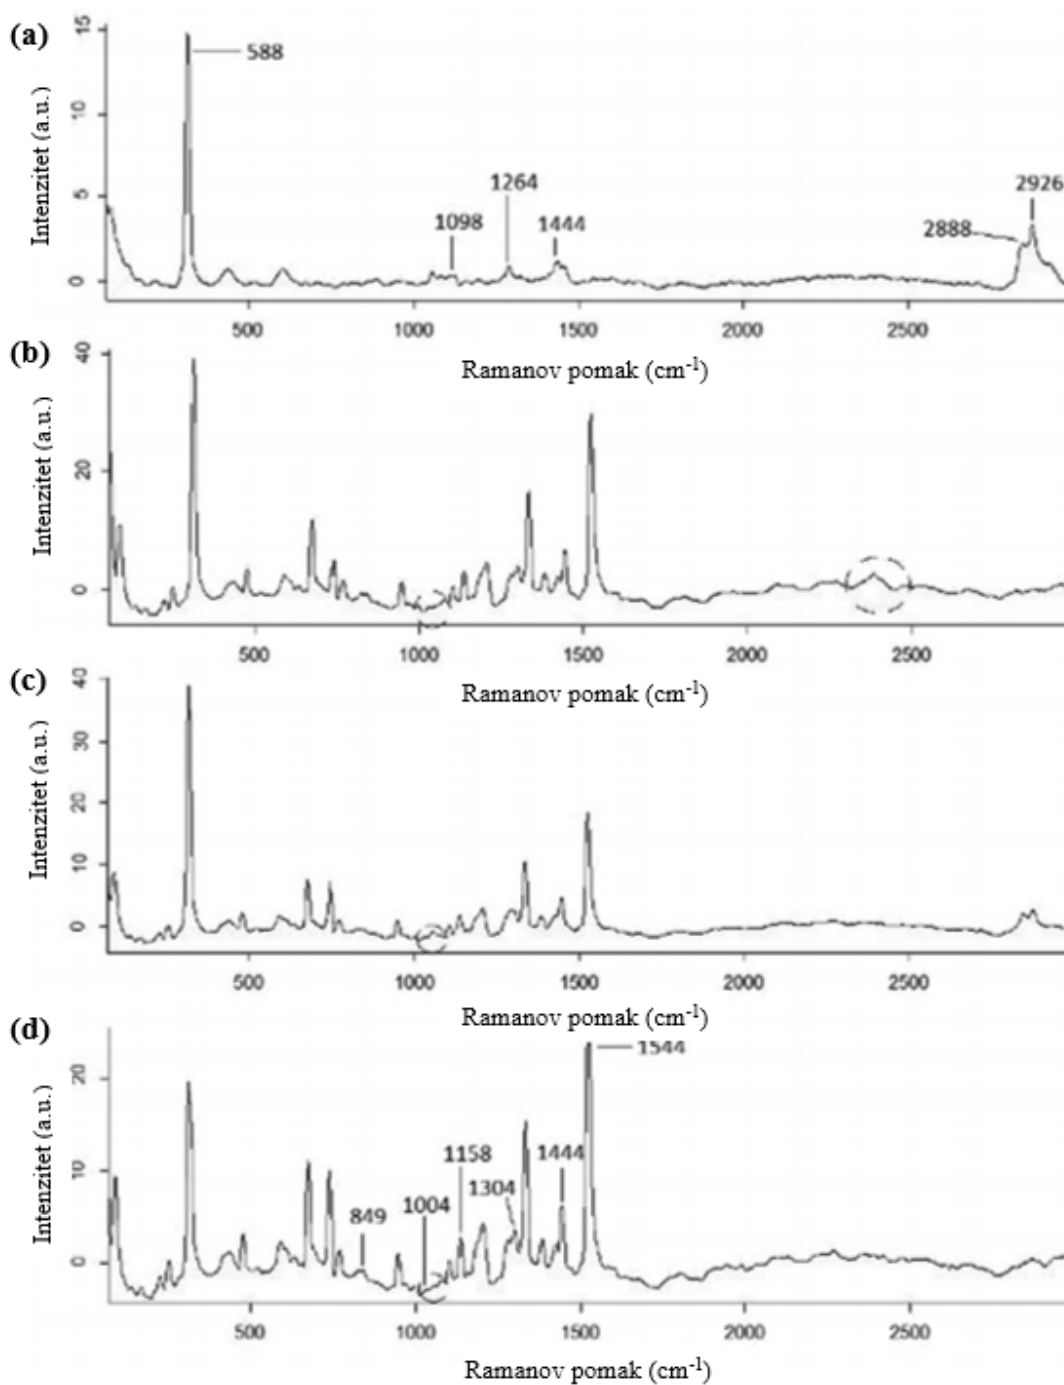 (a)
Intenzitet (a.u.)
15
10
5
0
588
1098
1264
1444
2888
2926
500 1000 1500 2000 2500
Ramanov pomak (cm-1)
(b)
Intenzitet (a.u.)
40
20
0
500 1000 1500 2000 2500
Ramanov pomak (cm-1)
(c)
Intenzitet (a.u.)
40
30
20
10
0
500 1000 1500 2000 2500
Ramanov pomak (cm-1)
(d)
Intenzitet (a.u.)
20
10
0
849
1004
1158
1304
1444
1544
500 1000 1500 2000 2500
Ramanov pomak (cm-1)